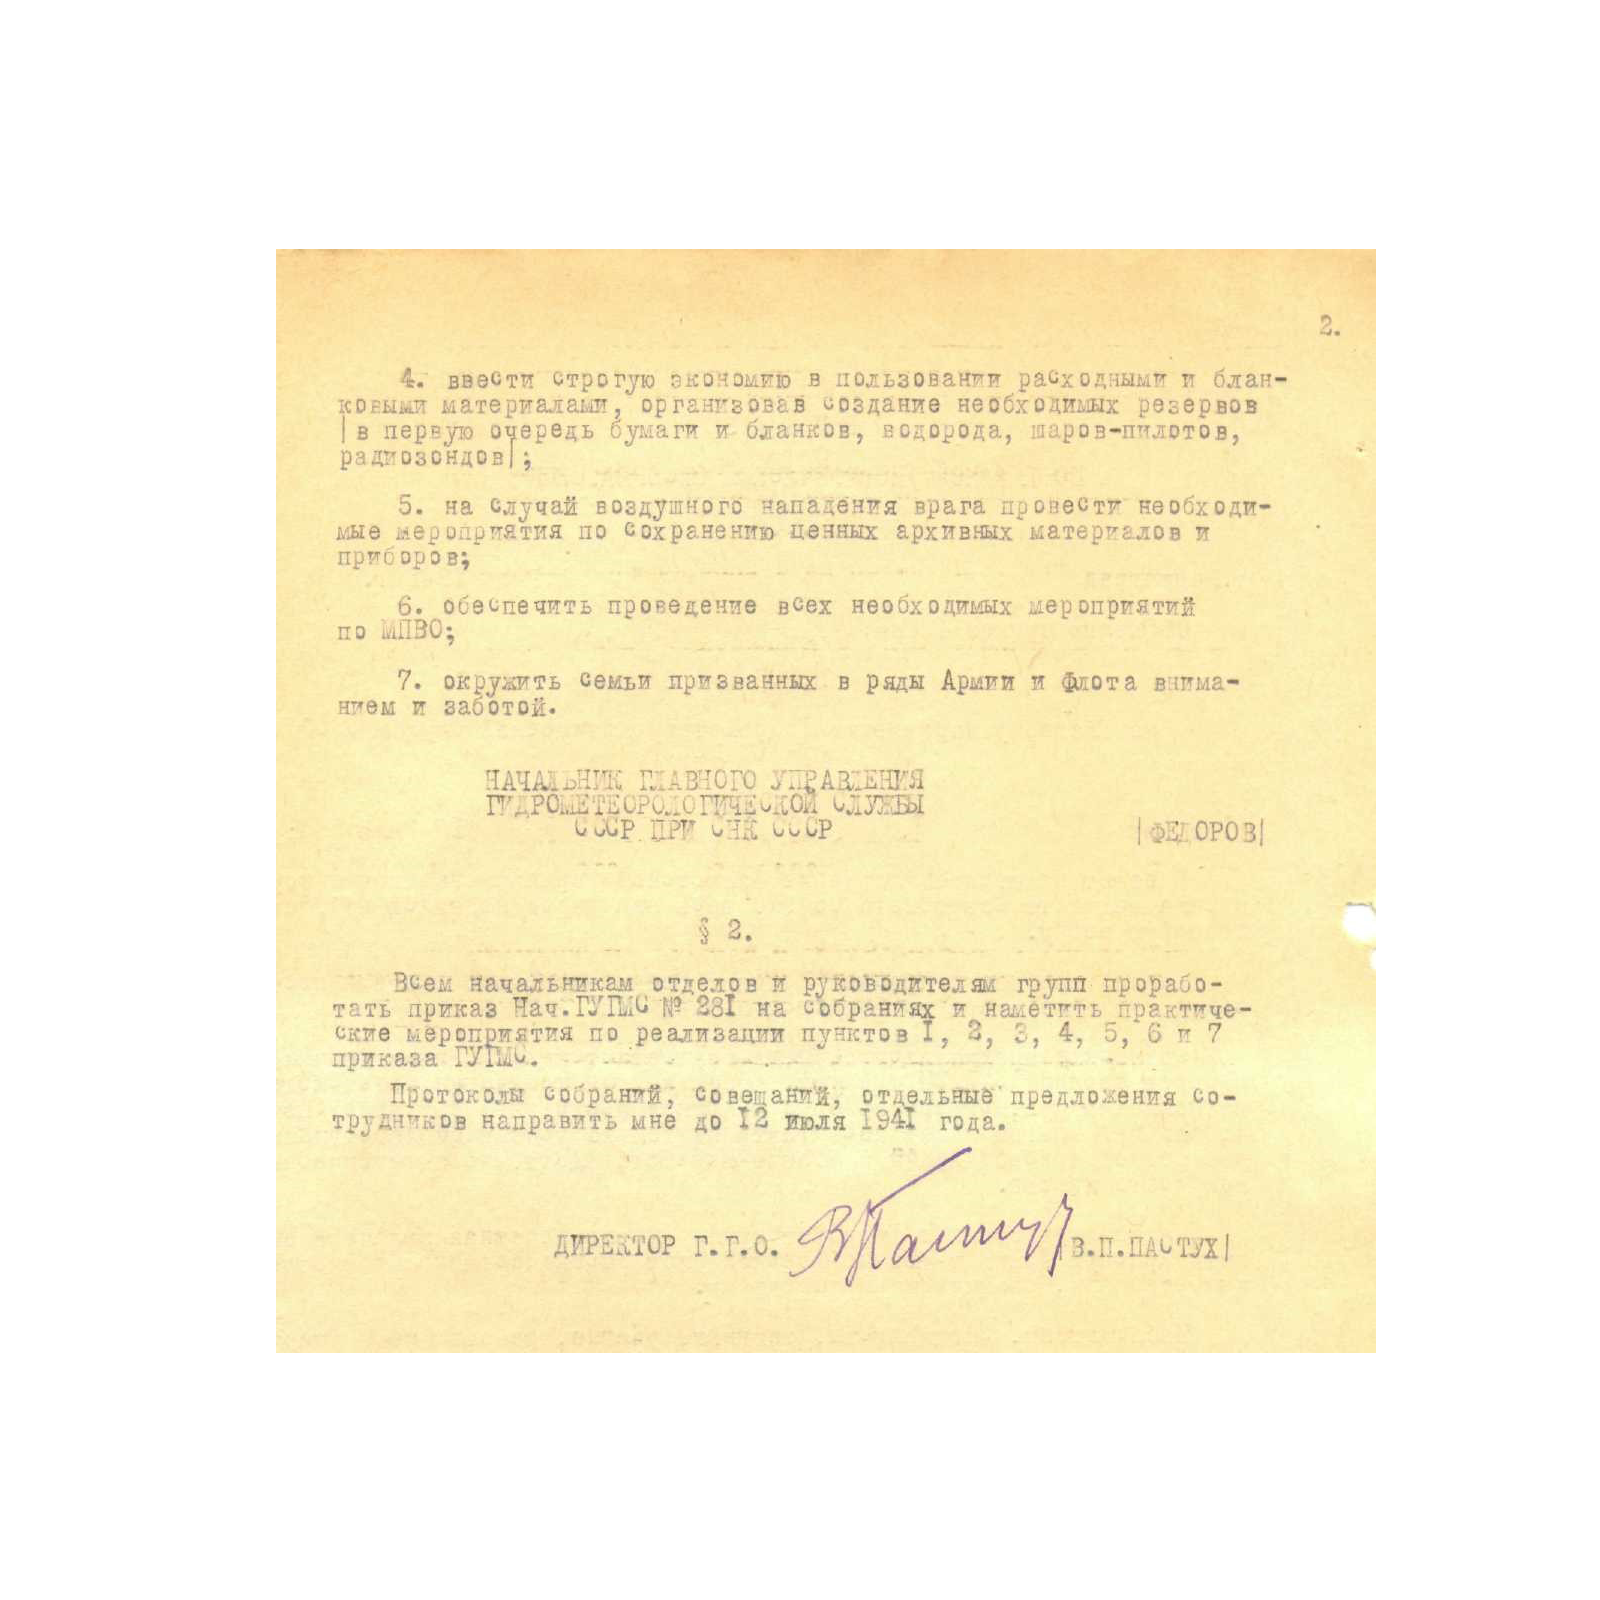 2.
4. ввести строгую экономию в пользовании расходными и блан-
ковыми материалами, организовав создание необходимых резервов
|в первую очередь бумаги и бланков, водорода, шаров-пилотов,
радиозондов|;
5. на случай воздушного нападения врага провести необходи-
мые мероприятия по сохранению ценных архивных материалов и
приборов;
6. обеспечить проведение всех необходимых мероприятий
по МПВО;
7. окружить семьи призванных в ряды Армии и Флота внима-
нием и заботой.
НАЧАЛЬНИК ГЛАВНОГО УПРАВЛЕНИЯ
ГИДРОМЕТЕОРОЛОГИЧЕСКОЙ СЛУЖБЫ
СССР ПРИ СНК СССР |ФЕДОРОВ|
§ 2.
Всем начальникам отделов и руководителям групп прорабо-
тать приказ Нач.ГУГМС № 281 на собраниях и наметить практиче-
ские мероприятия по реализации пунктов 1, 2, 3, 4, 5, 6 и 7
приказа ГУГМС.
Протоколы собраний, совещаний, отдельные предложения со-
трудников направить мне до 12 июля 1941 года.
ДИРЕКТОР Г.Г.О. ВПастух |В.П.ПАСТУХ|